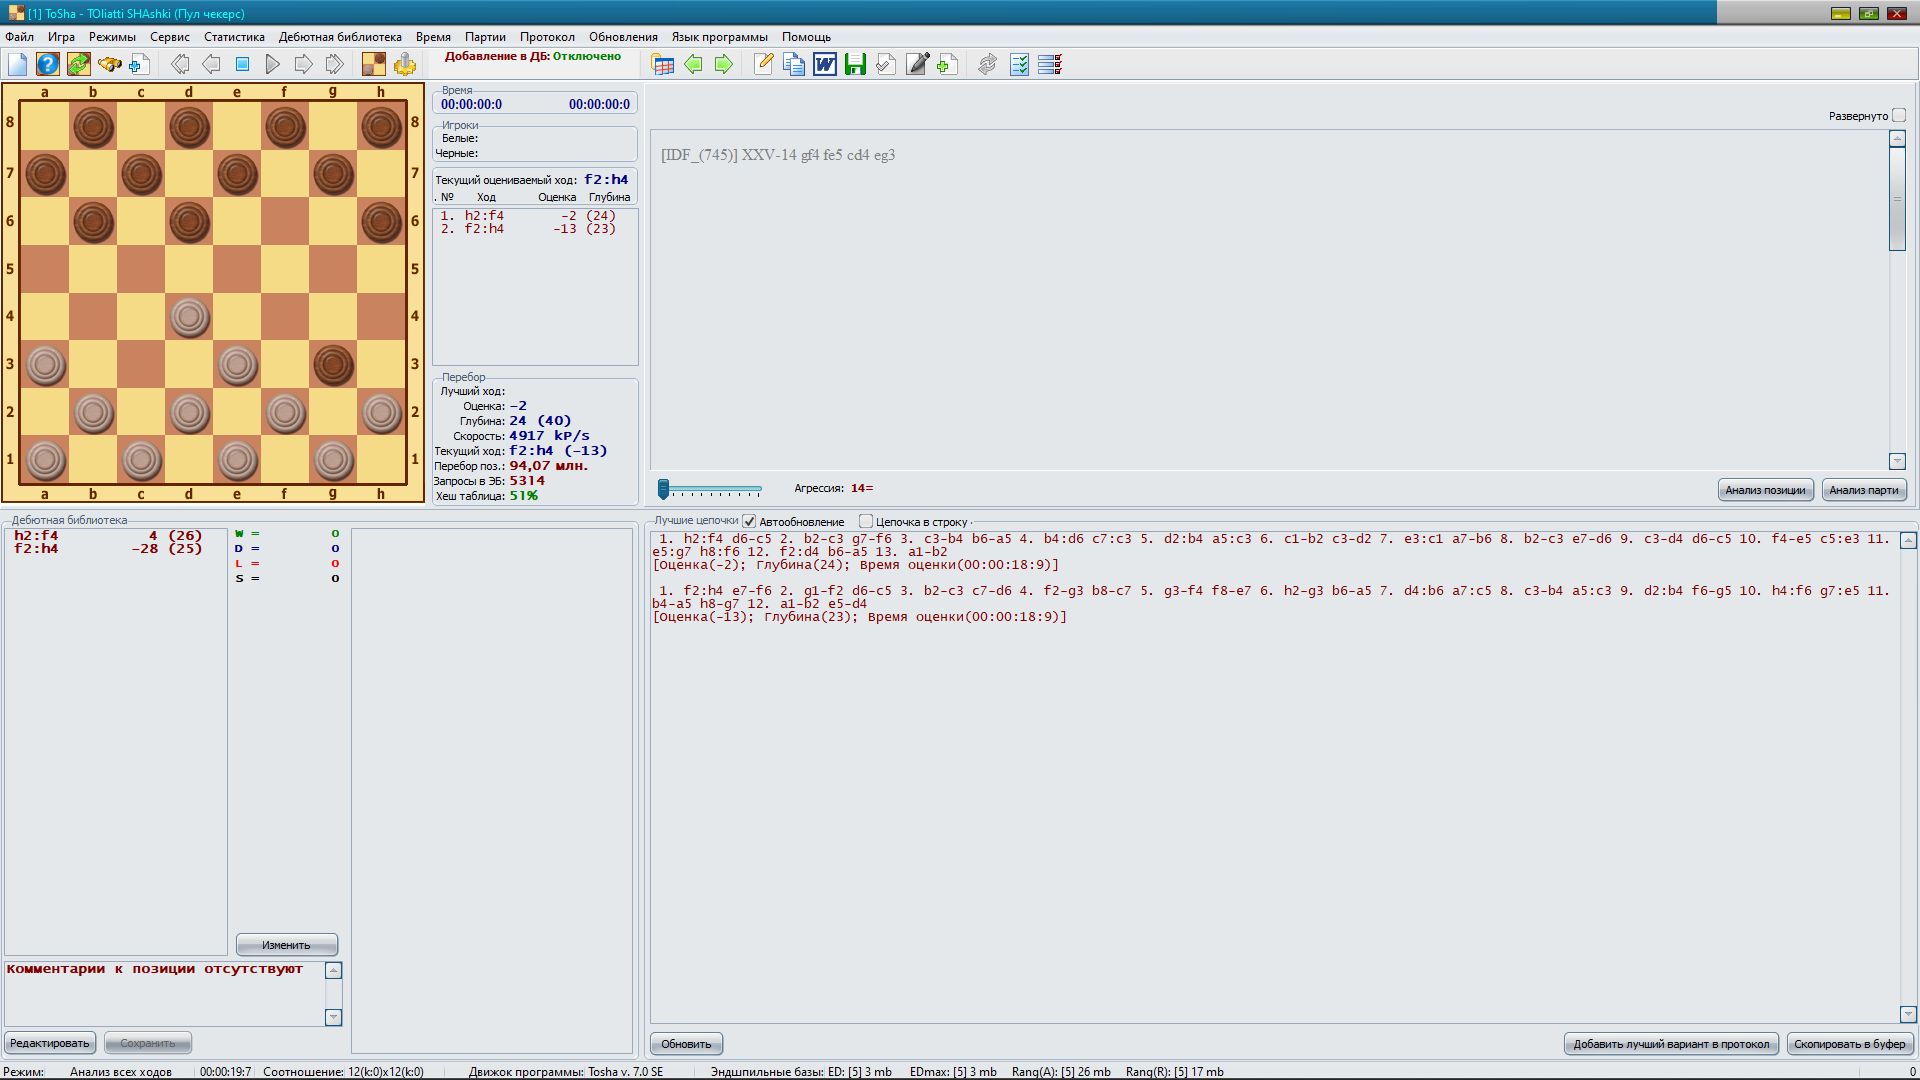 [1] ToSha - TOliatti SHAshki (Пул чекерс)
Файл Игра Режимы Сервис Статистика Дебютная библиотека Время Партии Протокол Обновления Язык программы Помощь
Добавление в ДБ: Отключено
a b c d e f g h
8 8
7 7
6 6
5 5
4 4
3 3
2 2
1 1
a b c d e f g h
Время
00:00:00:0 00:00:00:0
Игроки
Белые:
Черные:
Текущий оцениваемый ход: f2:h4
. № Ход Оценка Глубина
1. h2:f4 -2 (24)
2. f2:h4 -13 (23)
Перебор
Лучший ход:
Оценка: -2
Глубина: 24 (40)
Скорость: 4917 kP/s
Текущий ход: f2:h4 (-13)
Перебор поз.: 94,07 млн.
Запросы в ЭБ: 5314
Хеш таблица: 51%
Развернуто
[IDF_(745)] XXV-14 gf4 fe5 cd4 eg3
Агрессия: 14=
Анализ позиции Анализ парти
Дебютная библиотека
h2:f4 4 (26)
f2:h4 -28 (25)
W = 0
D = 0
L = 0
S = 0
Изменить
Комментарии к позиции отсутствуют
Редактировать Сохранить
Лучшие цепочки Автообновление Цепочка в строку
1. h2:f4 d6-c5 2. b2-c3 g7-f6 3. c3-b4 b6-a5 4. b4:d6 c7:c3 5. d2:b4 a5:c3 6. c1-b2 c3-d2 7. e3:c1 a7-b6 8. b2-c3 e7-d6 9. c3-d4 d6-c5 10. f4-e5 c5:e3 11.
e5:g7 h8:f6 12. f2:d4 b6-a5 13. a1-b2
[Оценка(-2); Глубина(24); Время оценки(00:00:18:9)]
1. f2:h4 e7-f6 2. g1-f2 d6-c5 3. b2-c3 c7-d6 4. f2-g3 b8-c7 5. g3-f4 f8-e7 6. h2-g3 b6-a5 7. d4:b6 a7:c5 8. c3-b4 a5:c3 9. d2:b4 f6-g5 10. h4:f6 g7:e5 11.
b4-a5 h8-g7 12. a1-b2 e5-d4
[Оценка(-13); Глубина(23); Время оценки(00:00:18:9)]
Обновить Добавить лучший вариант в протокол Скопировать в буфер
Режим: Анализ всех ходов 00:00:19:7 Соотношение: 12(k:0)x12(k:0) Движок программы: Tosha v. 7.0 SE Эндшпильные базы: ED: [5] 3 mb EDmax: [5] 3 mb Rang(A): [5] 26 mb Rang(R): [5] 17 mb 0